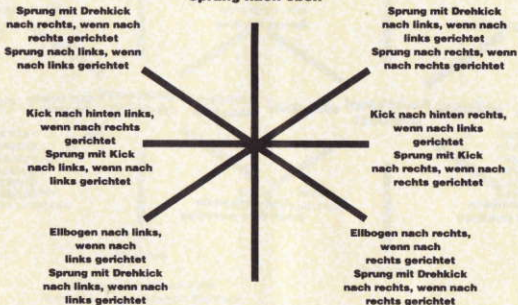 Sprung nach oben
Sprung mit Drehkick
nach rechts, wenn nach
rechts gerichtet
Sprung nach links, wenn
nach links gerichtet
Sprung mit Drehkick
nach links, wenn nach
links gerichtet
Sprung nach rechts, wenn
nach rechts gerichtet
Kick nach hinten links,
wenn nach rechts
gerichtet
Sprung mit Kick
nach links, wenn nach
links gerichtet
Kick nach hinten rechts,
wenn nach links
gerichtet
Sprung mit Kick
nach rechts, wenn nach
rechts gerichtet
Ellbogen nach links,
wenn nach
links gerichtet
Sprung mit Drehkick
nach links, wenn nach
links gerichtet
Ellbogen nach rechts,
wenn nach
rechts gerichtet
Sprung mit Drehkick
nach rechts, wenn nach
rechts gerichtet